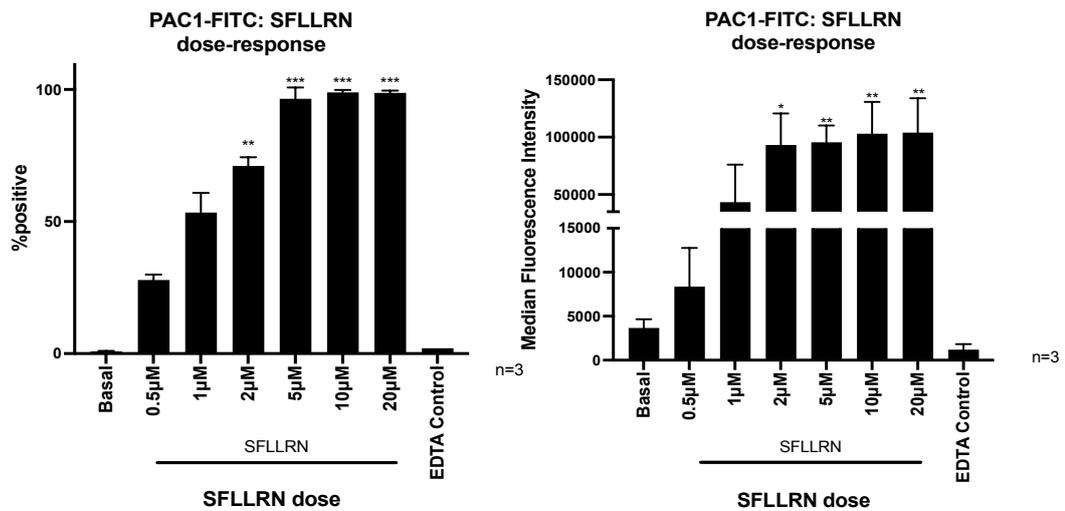 PAC1-FITC: SFLLRN
dose-response
%positive
100
50
0
***
***
***
**
Basal
0.5μM
1μM
2μM
5μM
10μM
20μM
EDTA Control
n=3
SFLLRN
SFLLRN dose
PAC1-FITC: SFLLRN
dose-response
Median Fluorescence Intensity
150000
100000
50000
15000
10000
5000
0
*
**
**
**
Basal
0.5μM
1μM
2μM
5μM
10μM
20μM
EDTA Control
n=3
SFLLRN
SFLLRN dose